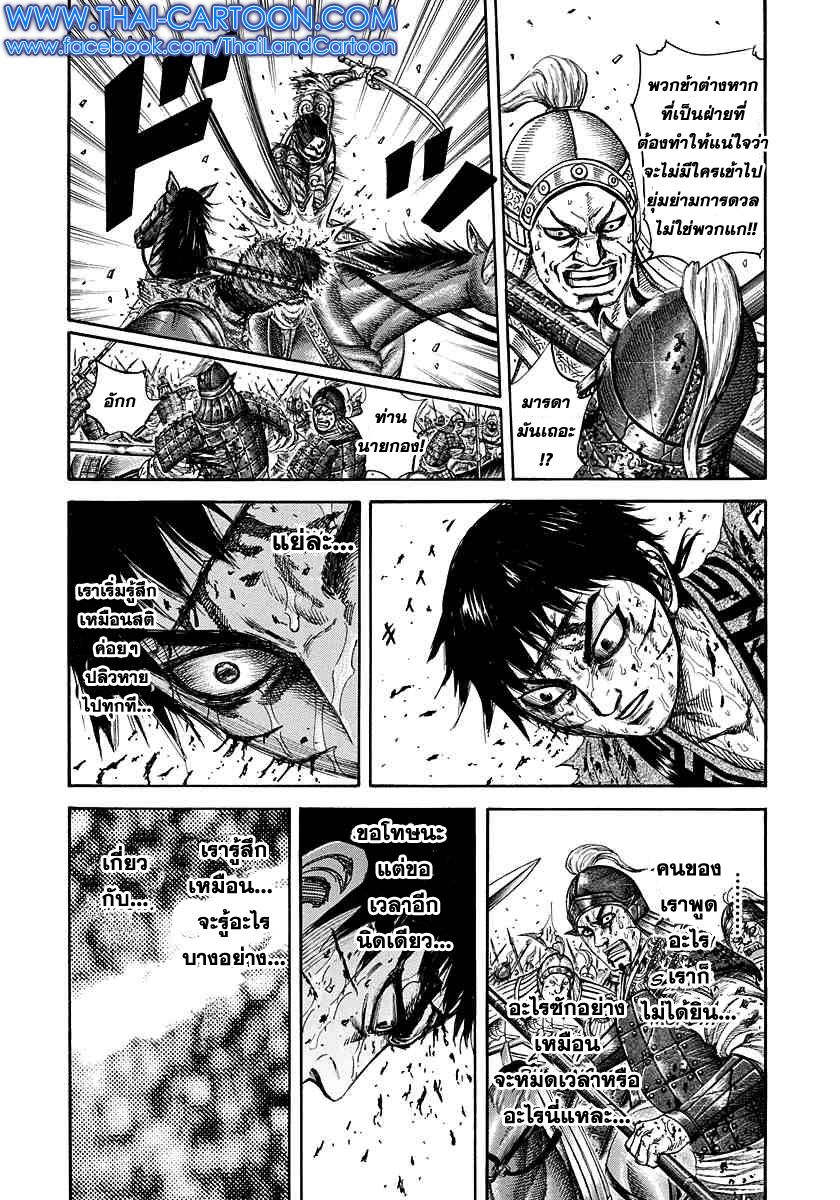 WWW.THAI-CARTOON.COM
www.facebook.com/ThaiLandCartoon
พวกข้าต่างหาก
ที่เป็นฝ่ายที่
ต้องทำให้แน่ใจว่า
จะไม่มีใครเข้าไป
ยุ่มย่ามการดวล
ไม่ใช่พวกแก!!
มารดา
มันเถอะ
!?
ท่าน
นายกอง!
อักก
แย่ละ...
เราเริ่มรู้สึก
เหมือนสติ
ค่อยๆ
ปลิวหาย
ไปทุกที...
คนของ
เราพูด
อะไร
เราก็
ไม่ได้ยิน...
อะไรซักอย่าง
เหมือน
จะหมดเวลาหรือ
อะไรนี่แหละ...
ขอโทษนะ
แต่ขอ
เวลาอีก
นิดเดียว...
เรารู้สึก
เหมือน...
จะรู้อะไร
บางอย่าง...
เกี่ยว
กับ...